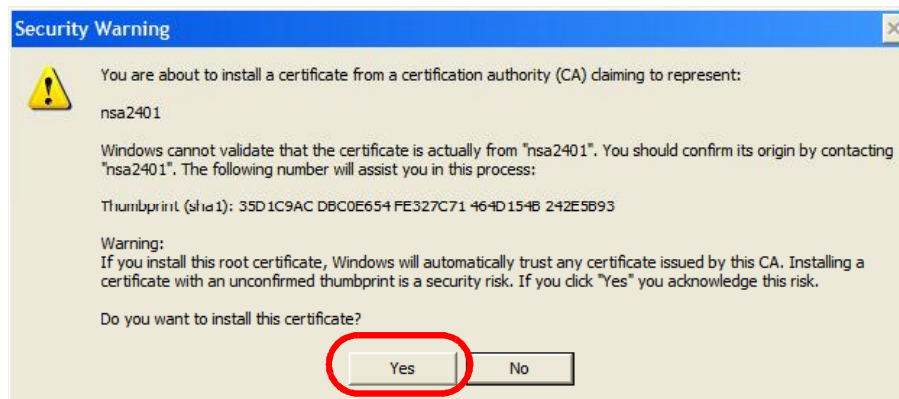 Security Warning
You are about to install a certificate from a certification authority (CA) claiming to represent:
nsa2401
Windows cannot validate that the certificate is actually from "nsa2401". You should confirm its origin by contacting
"nsa2401". The following number will assist you in this process:
Thumbprint (sha1): 35D1C9AC DBC0E654 FE327C71 464D154B 242E5B93
Warning:
If you install this root certificate, Windows will automatically trust any certificate issued by this CA. Installing a
certificate with an unconfirmed thumbprint is a security risk. If you click "Yes" you acknowledge this risk.
Do you want to install this certificate?
Yes No